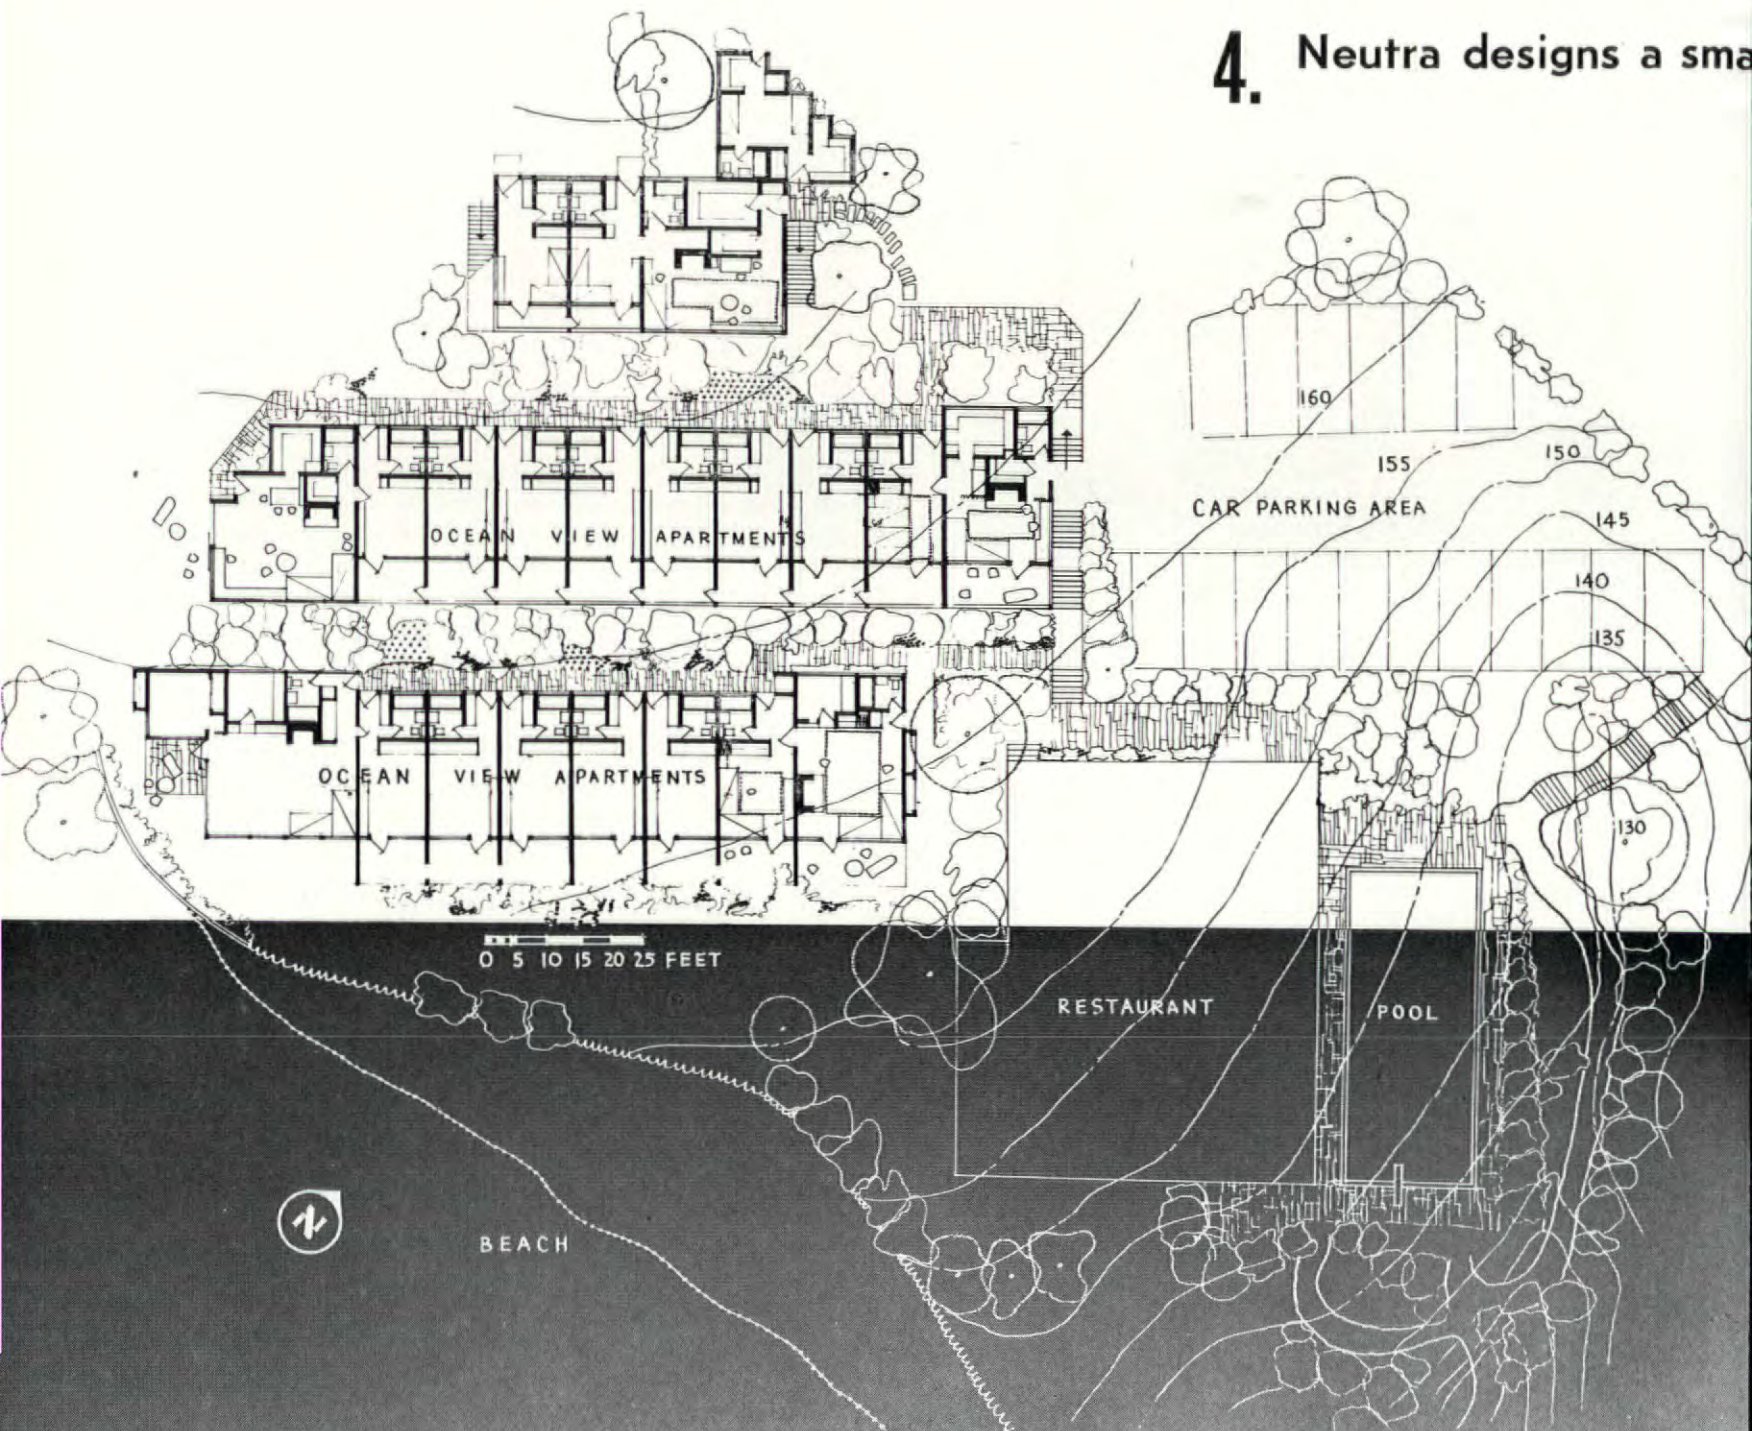 4. Neutra designs a sma
160
155
150
CAR PARKING AREA
145
OCEAN VIEW APARTMENTS
140
135
OCEAN VIEW APARTMENTS
130
0 5 10 15 20 25 FEET
RESTAURANT
POOL
N
BEACH